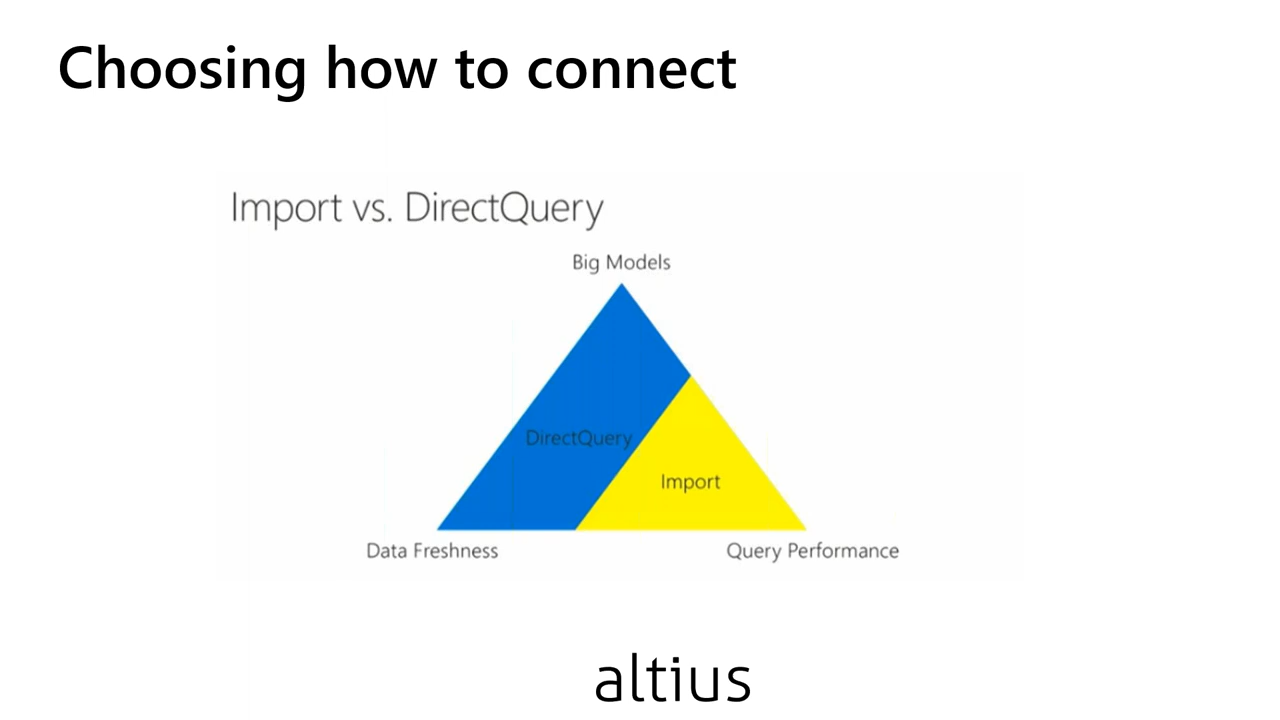 Choosing how to connect
Import vs. DirectQuery
Big Models
DirectQuery
Import
Data Freshness
Query Performance
altius